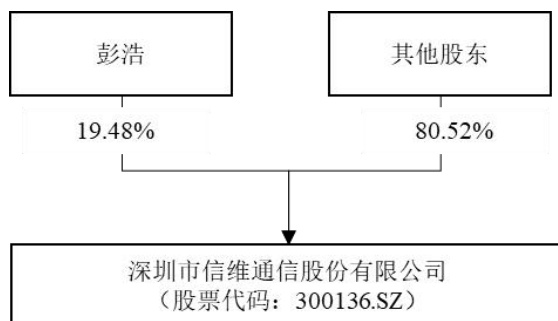 彭浩
其他股东
19.48%
80.52%
深圳市信维通信股份有限公司
（股票代码：300136.SZ）